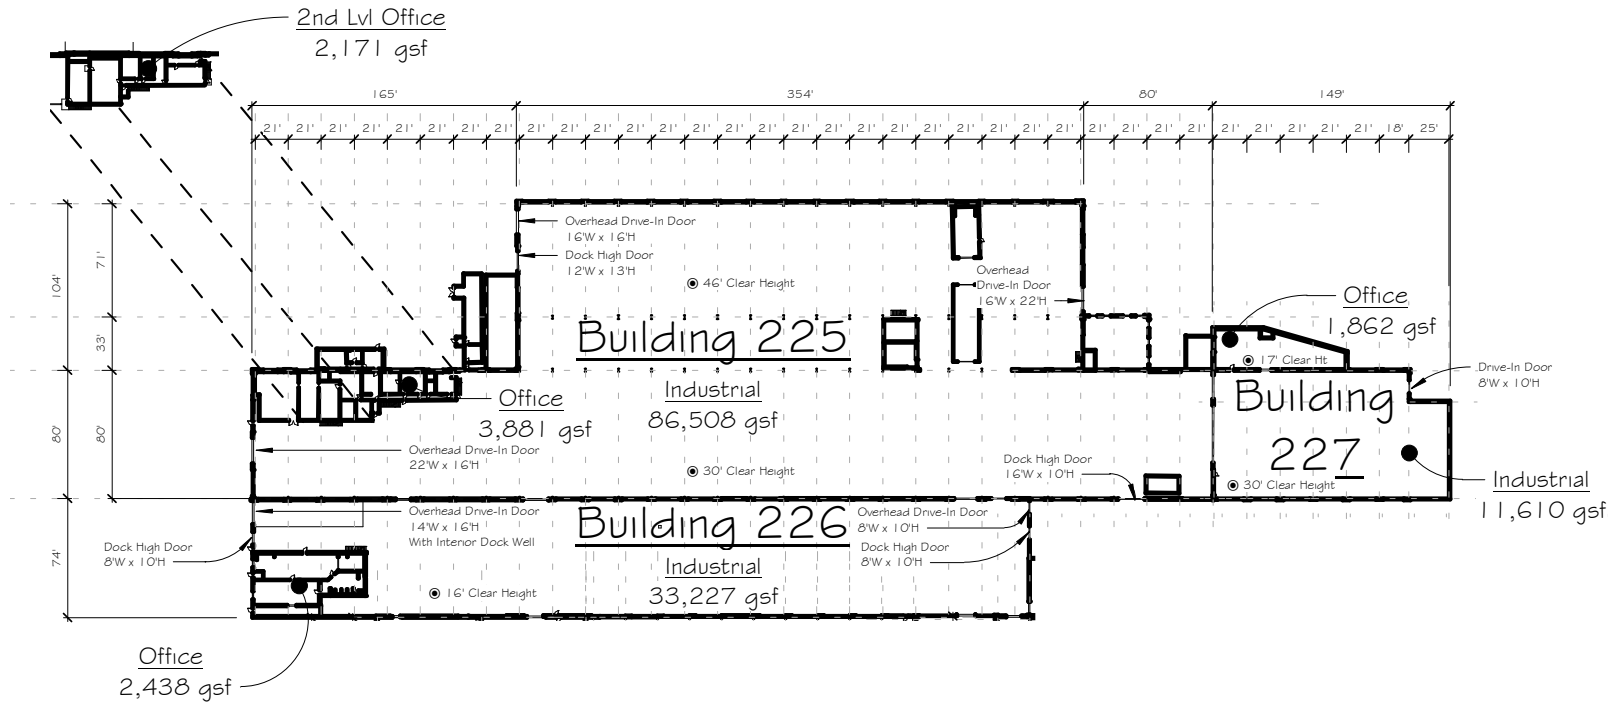 2nd Lvl Office
2,171 gsf
165' 354' 80' 149'
21' 21' 21' 21' 21' 21' 21' 21' 21' 21' 21' 21' 21' 21' 21' 21' 21' 21' 21' 21' 21' 21' 21' 21' 21' 21' 21' 21' 21' 21' 21' 21' 21' 21' 18' 25'
104'
71'
33'
80'
80'
74'
Overhead Drive-In Door
16'W x 16'H
Dock High Door
12'W x 13'H
46' Clear Height
Overhead
Drive-In Door
16'W x 22'H
Building 225
Industrial
86,508 gsf
Office
1,862 gsf
17' Clear Ht
Drive-In Door
8'W x 10'H
Office
3,881 gsf
Overhead Drive-In Door
22'W x 16'H
30' Clear Height
Dock High Door
16'W x 10'H
Building
227
30' Clear Height
Industrial
11,610 gsf
Overhead Drive-In Door
14'W x 16'H
With Interior Dock Well
Building 226
Overhead Drive-In Door
8'W x 10'H
Dock High Door
8'W x 10'H
Dock High Door
8'W x 10'H
Industrial
33,227 gsf
16' Clear Height
Office
2,438 gsf